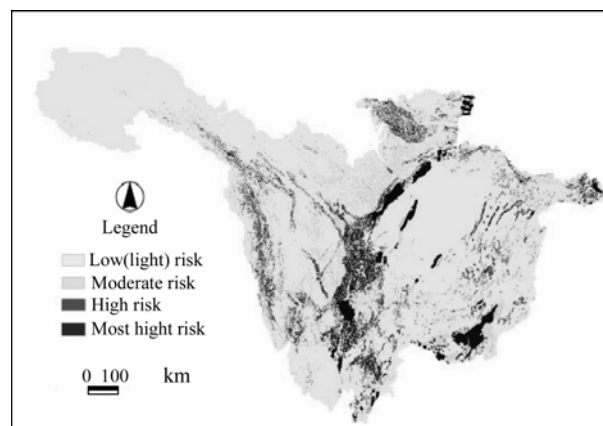 Legend
Low(light) risk
Moderate risk
High risk
Most hight risk
0 100 km